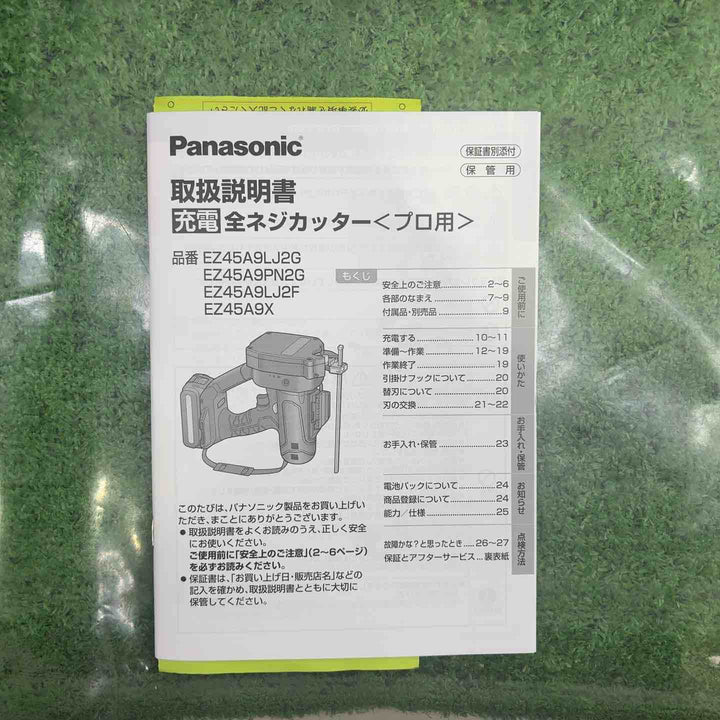 Panasonic®
保証書別添付
保管用
取扱説明書
充電 全ネジカッター<プロ用>
品番 EZ45A9LJ2G
EZ45A9PN2G
EZ45A9LJ2F
EZ45A9X
もくじ
安全上のご注意 2~6
各部のなまえ 7~9
付属品・別売品 9
ご使用前に
充電する 10~11
準備~作業 12~19
作業終了 19
引掛けフックについて 20
替刃について 20
刃の交換 21~22
使いかた
お手入れ・保管 23
お手入れ・保管
電池パックについて 24
商品登録について 24
能力/仕様 25
お知らせ
故障かな?と思ったとき 26~27
保証とアフターサービス 裏表紙
点検方法
このたびは、パナソニック製品をお買い上げい
ただき、まことにありがとうございます。
● 取扱説明書をよくお読みのうえ、正しく安全
にお使いください。
ご使用前に「安全上のご注意」(2~6ページ)
を必ずお読みください。
● 保証書は、「お買い上げ日・販売店名」などの
記入を確かめ、取扱説明書とともに大切に
保管してください。